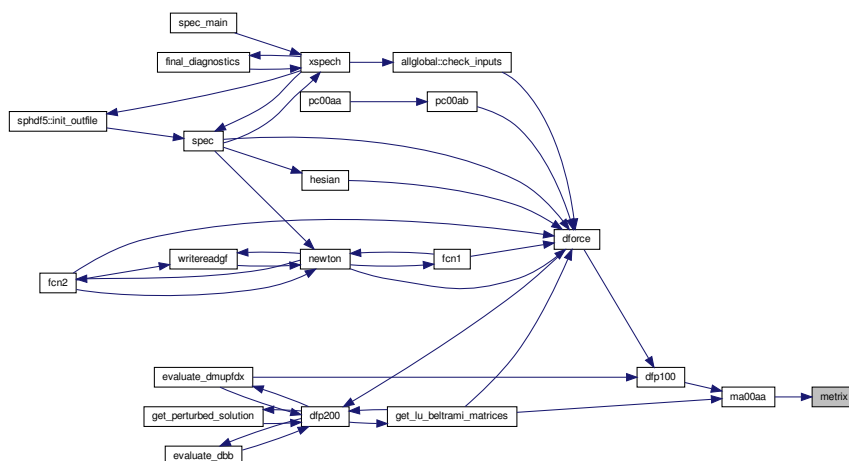 spec_main
final_diagnostics
xspech
allglobal::check_inputs
pc00aa
pc00ab
sphdf5::init_outfile
spec
hesian
dforce
writereadgf
newton
fcn1
fcn2
evaluate_dmupfdx
dfp100
ma00aa
metrix
get_perturbed_solution
dfp200
get_lu_beltrami_matrices
evaluate_dbb